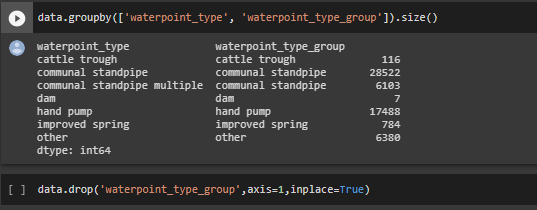 data.groupby(['waterpoint_type', 'waterpoint_type_group']).size()
waterpoint_type waterpoint_type_group
cattle trough cattle trough 116
communal standpipe communal standpipe 28522
communal standpipe multiple communal standpipe 6103
dam dam 7
hand pump hand pump 17488
improved spring improved spring 784
other other 6380
dtype: int64
[ ] data.drop('waterpoint_type_group',axis=1,inplace=True)